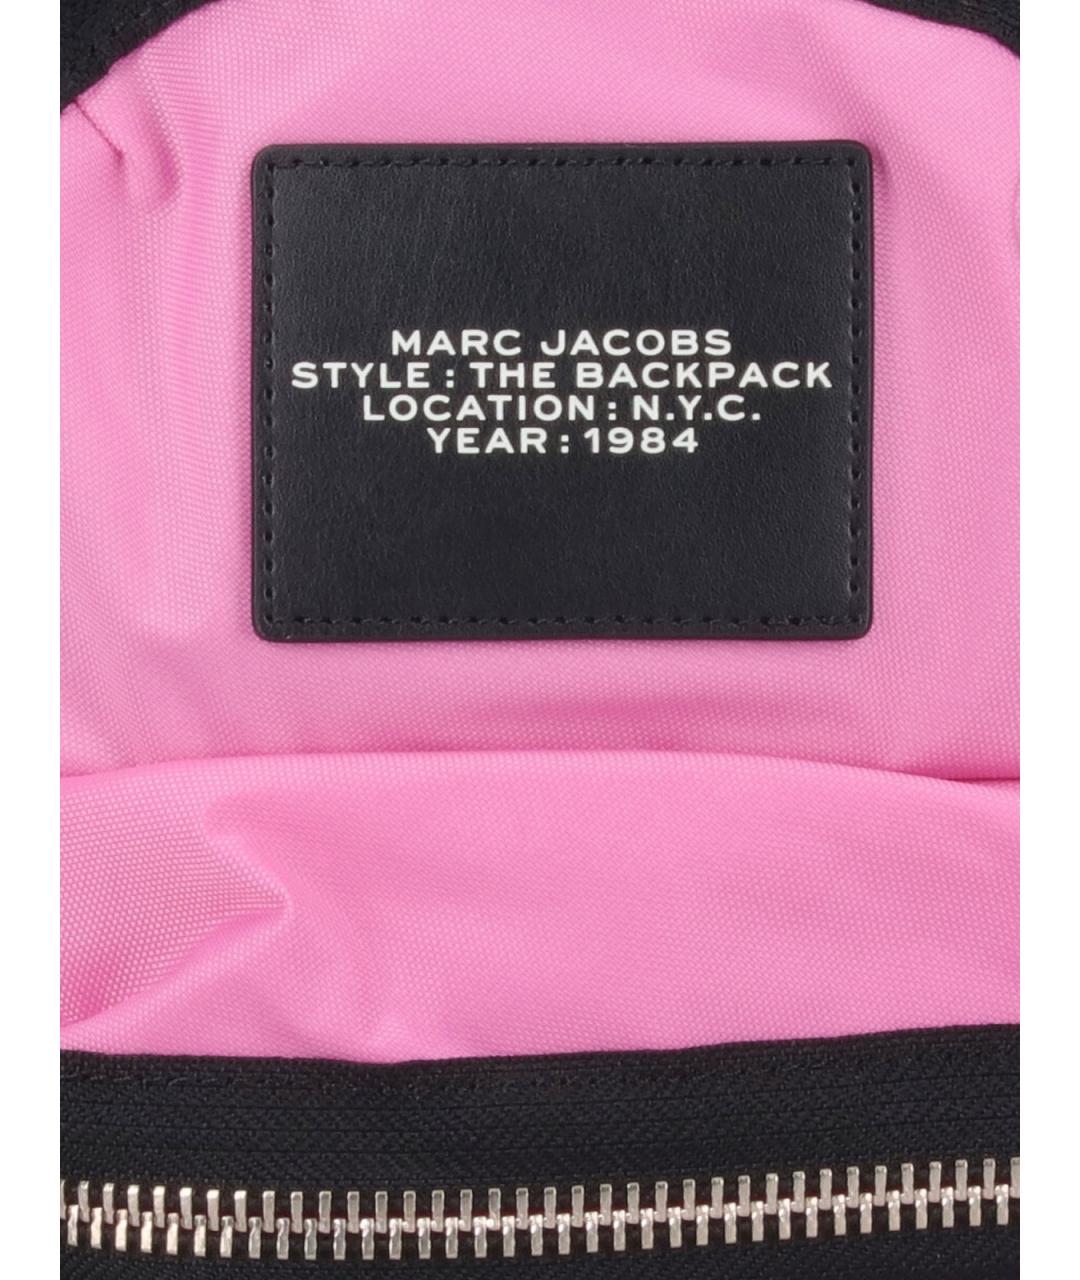 MARC JACOBS
STYLE : THE BACKPACK
LOCATION : N.Y.C.
YEAR : 1984